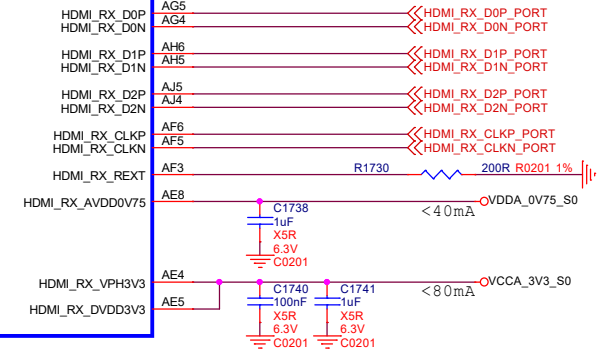 HDMI_RX_D0P AG5 HDMI_RX_D0P_PORT
HDMI_RX_D0N AG4 HDMI_RX_D0N_PORT
HDMI_RX_D1P AH6 HDMI_RX_D1P_PORT
HDMI_RX_D1N AH5 HDMI_RX_D1N_PORT
HDMI_RX_D2P AJ5 HDMI_RX_D2P_PORT
HDMI_RX_D2N AJ4 HDMI_RX_D2N_PORT
HDMI_RX_CLKP AF6 HDMI_RX_CLKP_PORT
HDMI_RX_CLKN AF5 HDMI_RX_CLKN_PORT
HDMI_RX_REXT AF3 R1730 200R R0201 1%
HDMI_RX_AVDD0V75 AE8 VDDA_0V75_S0
C1738 <40mA
1uF
X5R
6.3V
C0201
HDMI_RX_VPH3V3 AE4 VCCA_3V3_S0
C1740 C1741 <80mA
HDMI_RX_DVDD3V3 AE5 100nF 1uF
X5R X5R
6.3V 6.3V
C0201 C0201